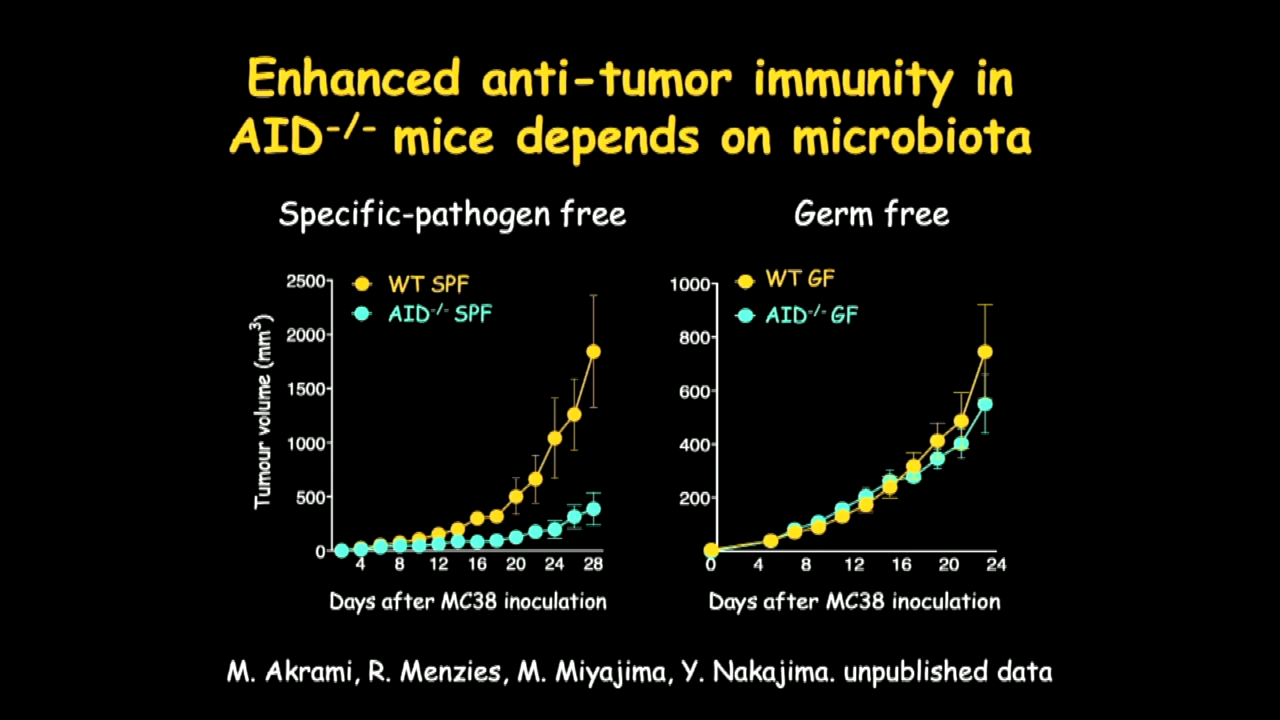 Enhanced anti-tumor immunity in
AID-/- mice depends on microbiota
Specific-pathogen free
Germ free
WT SPF
AID-/- SPF
2500
2000
1500
1000
500
0
Tumour volume (mm3)
4 8 12 16 20 24 28
Days after MC38 inoculation
WT GF
AID-/- GF
1000
800
600
400
200
0 4 8 12 16 20 24
Days after MC38 inoculation
M. Akrami, R. Menzies, M. Miyajima, Y. Nakajima. unpublished data